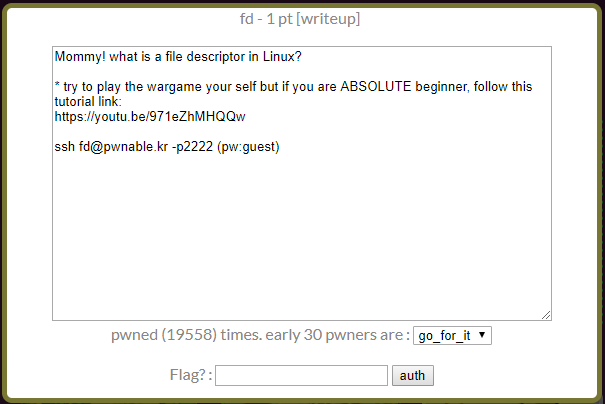 fd - 1 pt [writeup]
Mommy! what is a file descriptor in Linux?
* try to play the wargame your self but if you are ABSOLUTE beginner, follow this
tutorial link:
https://youtu.be/971eZhMHQQw
ssh fd@pwnable.kr -p2222 (pw:guest)
pwned (19558) times. early 30 pwners are : go_for_it
Flag? : auth